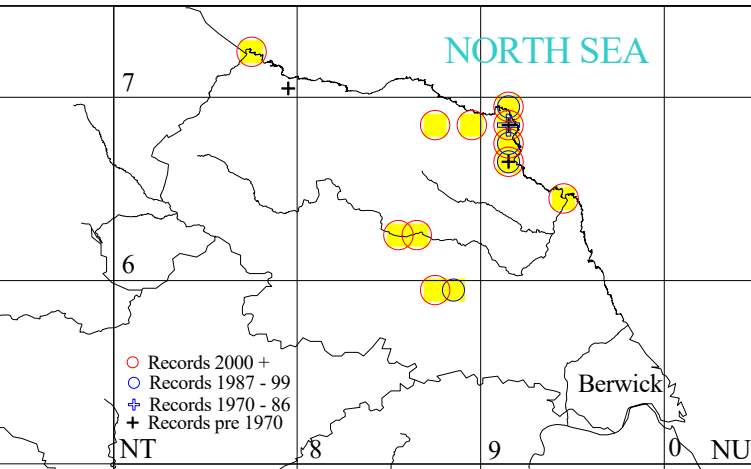 NORTH SEA
7
6
Records 2000 +
Records 1987 - 99
Records 1970 - 86
Records pre 1970
Berwick
NT 8 9 0 NU